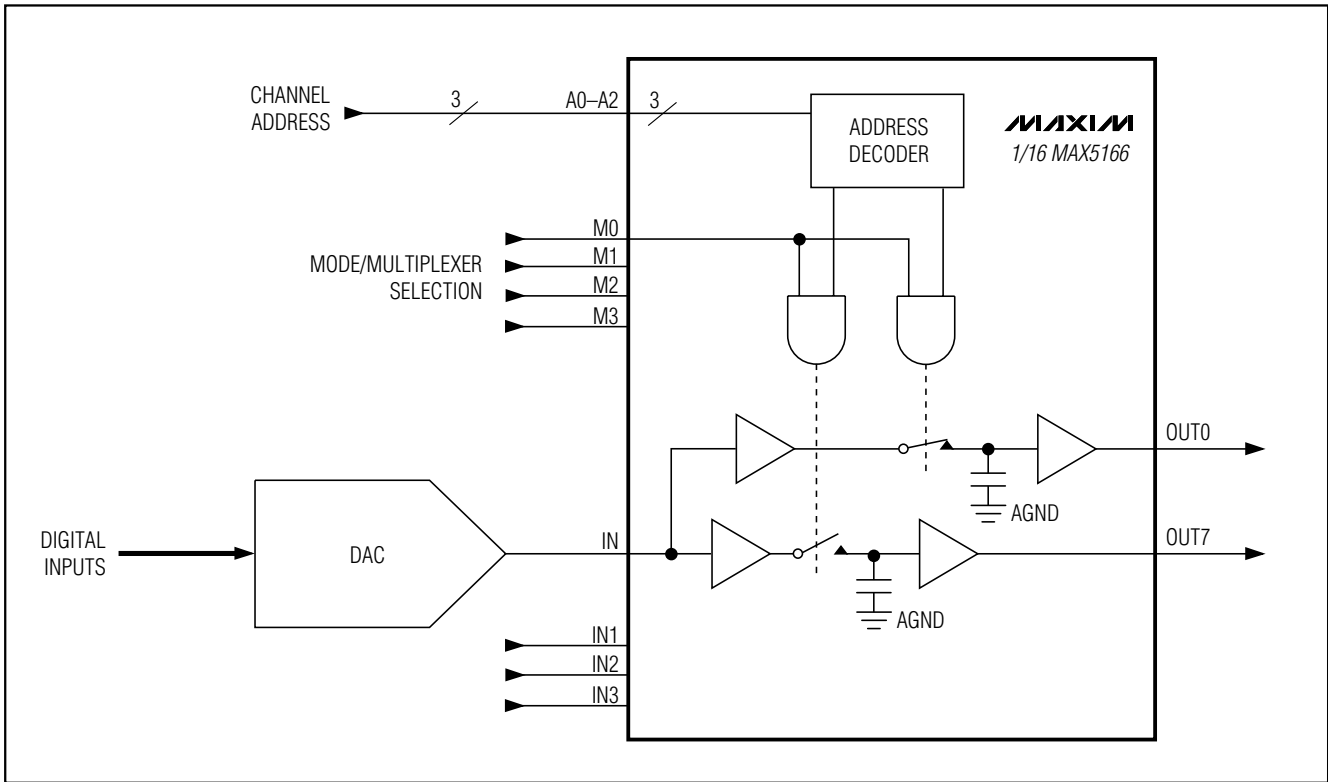 CHANNEL
ADDRESS
3
A0–A2
3
ADDRESS
DECODER
MAXIM
1/16 MAX5166
M0
M1
M2
M3
MODE/MULTIPLEXER
SELECTION
OUT0
AGND
DIGITAL
INPUTS
DAC
IN
OUT7
AGND
IN1
IN2
IN3